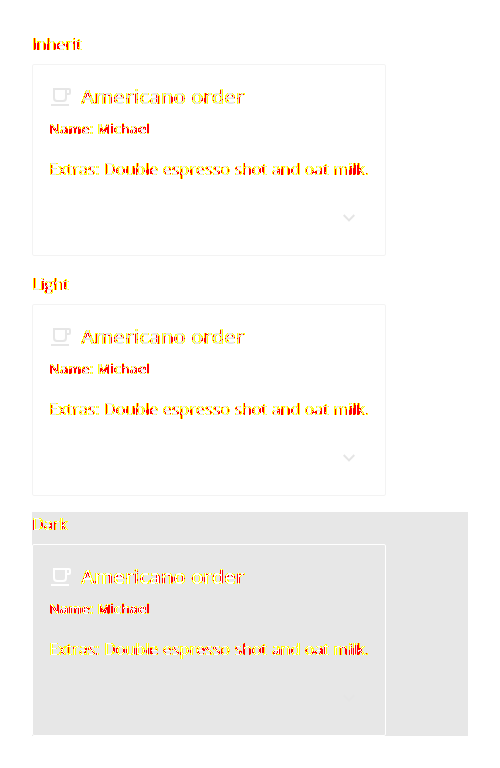 Inherit
Americano order
Name: Michael
Extras: Double espresso shot and oat milk.
Light
Americano order
Name: Michael
Extras: Double espresso shot and oat milk.
Dark
Americano order
Name: Michael
Extras: Double espresso shot and oat milk.